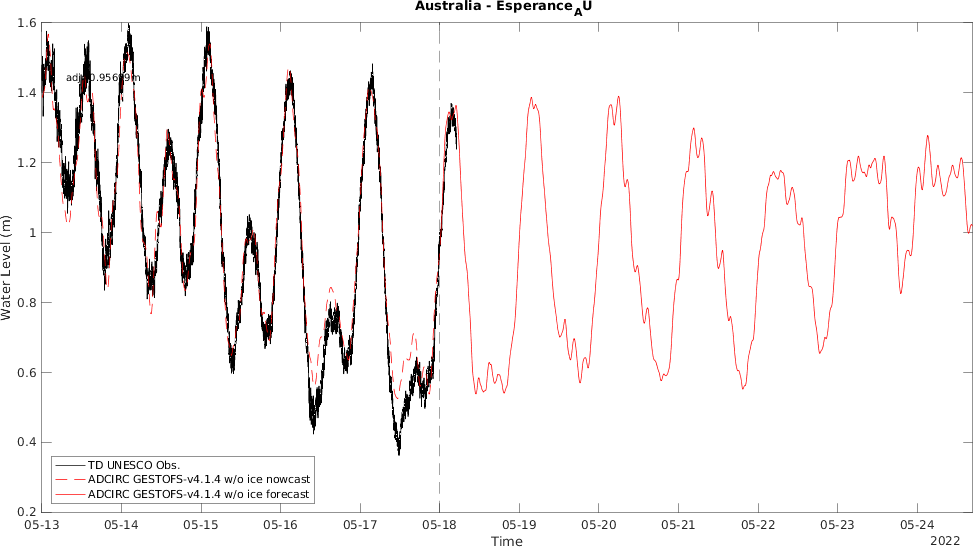 Australia - Esperance_AU
1.6
adj: 0.95699m
1.4
1.2
1
0.8
0.6
0.4
0.2
Water Level (m)
TD UNESCO Obs.
ADCIRC GESTOFS-v4.1.4 w/o ice nowcast
ADCIRC GESTOFS-v4.1.4 w/o ice forecast
05-13 05-14 05-15 05-16 05-17 05-18 05-19 05-20 05-21 05-22 05-23 05-24
Time
2022